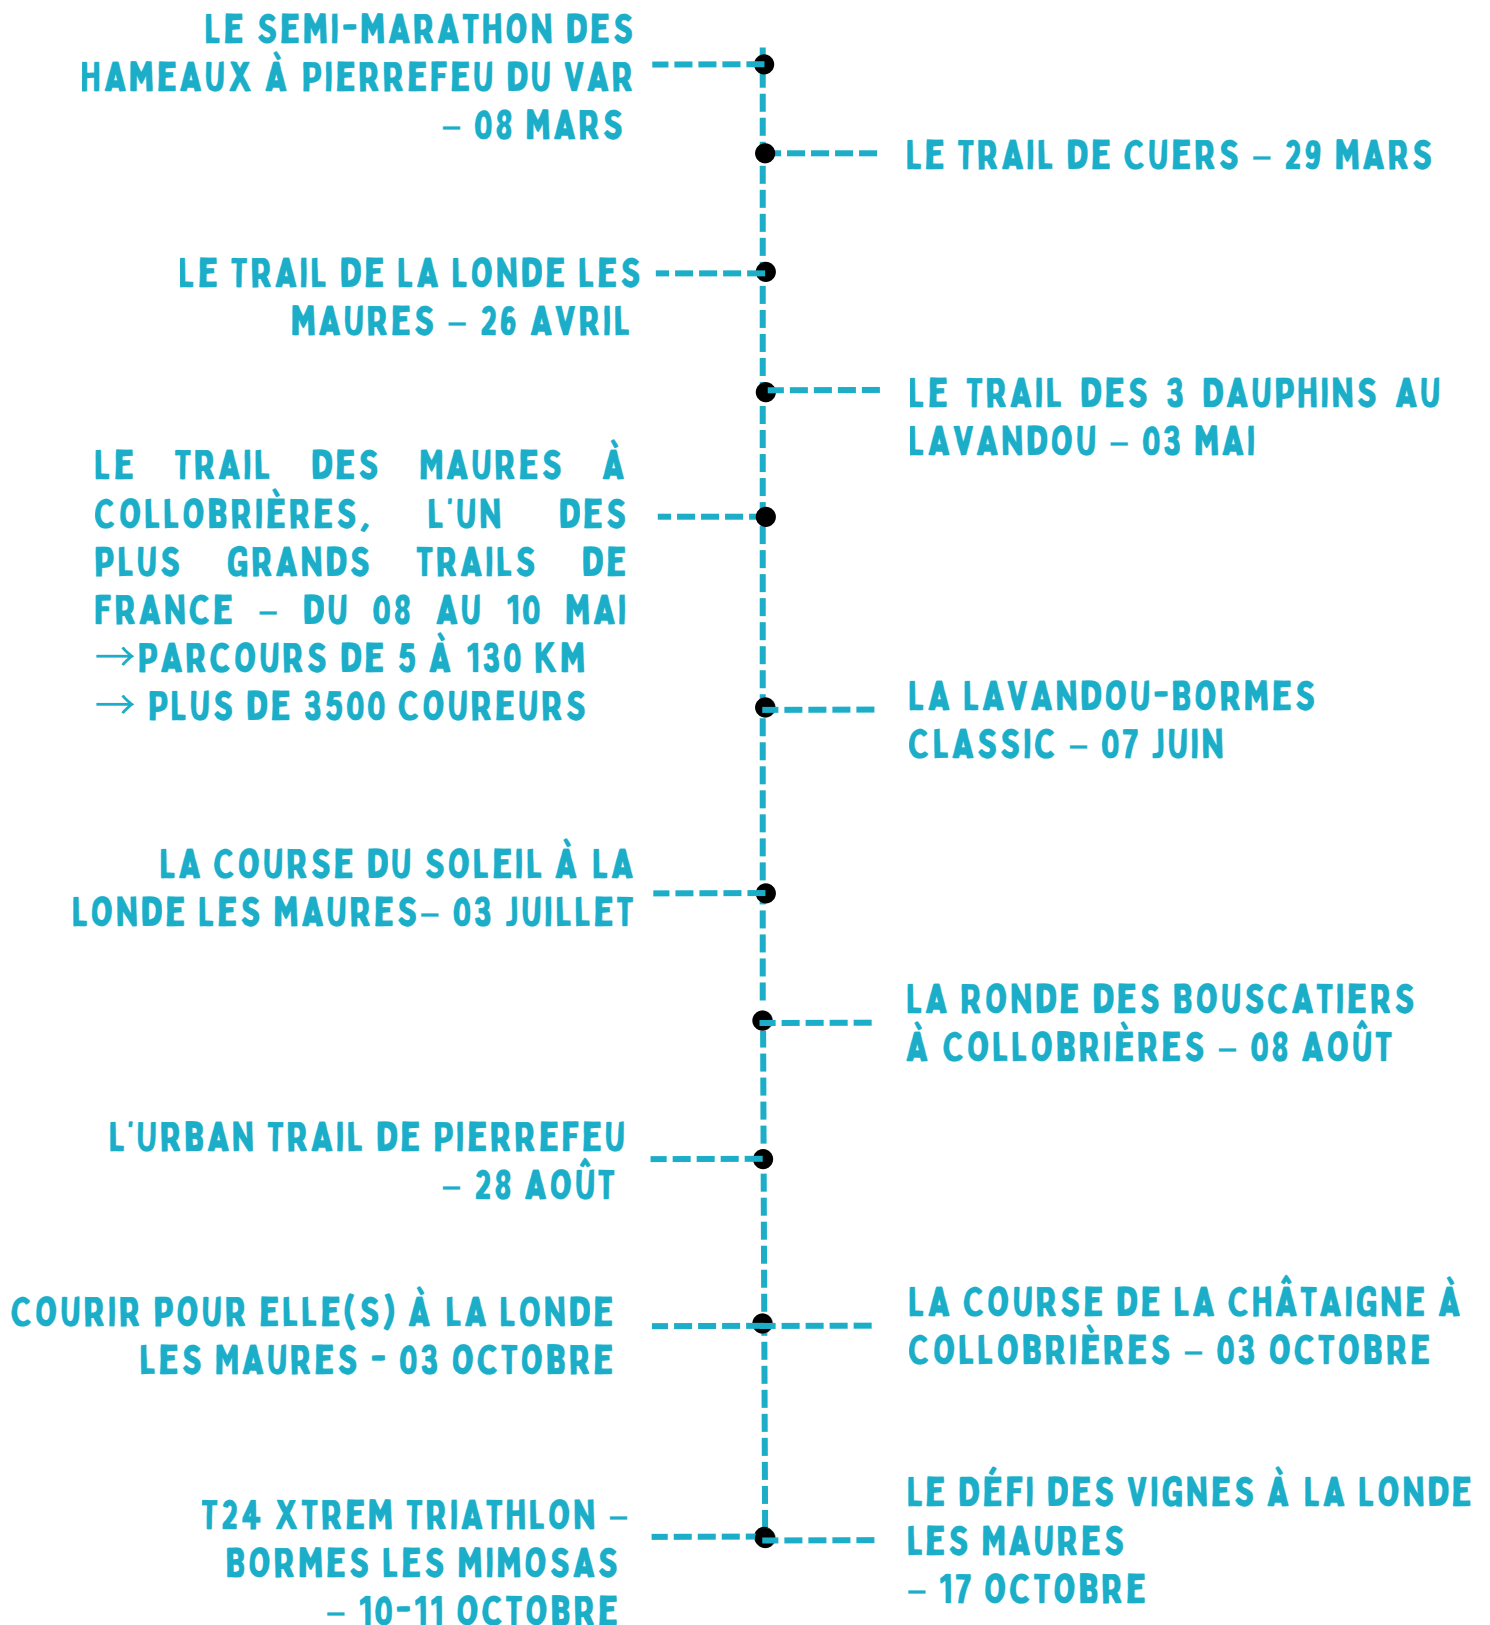 LE SEMI-MARATHON DES
HAMEAUX À PIERREFEU DU VAR
– 08 MARS
LE TRAIL DE CUERS – 29 MARS
LE TRAIL DE LA LONDE LES
MAURES – 26 AVRIL
LE TRAIL DES 3 DAUPHINS AU
LAVANDOU – 03 MAI
LE TRAIL DES MAURES À
COLLOBRIÈRES, L'UN DES
PLUS GRANDS TRAILS DE
FRANCE – DU 08 AU 10 MAI
→PARCOURS DE 5 À 130 KM
→ PLUS DE 3500 COUREURS
LA LAVANDOU-BORMES
CLASSIC – 07 JUIN
LA COURSE DU SOLEIL À LA
LONDE LES MAURES– 03 JUILLET
LA RONDE DES BOUSCATIERS
À COLLOBRIÈRES – 08 AOÛT
L'URBAN TRAIL DE PIERREFEU
– 28 AOÛT
COURIR POUR ELLE(S) À LA LONDE
LES MAURES - 03 OCTOBRE
LA COURSE DE LA CHÂTAIGNE À
COLLOBRIÈRES – 03 OCTOBRE
T24 XTREM TRIATHLON –
BORMES LES MIMOSAS
– 10-11 OCTOBRE
LE DÉFI DES VIGNES À LA LONDE
LES MAURES
– 17 OCTOBRE